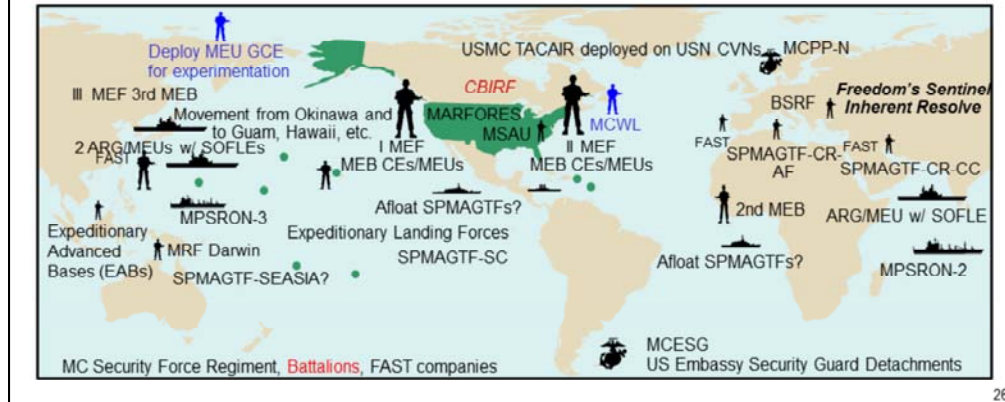 Deploy MEU GCE
for experimentation
USMC TACAIR deployed on USN CVNs
MCPP-N
III MEF 3rd MEB
CBIRF
Freedom's Sentinel
Inherent Resolve
BSRF
Movement from Okinawa and
to Guam, Hawaii, etc.
MARFORES
MSAU
MCWL
2 ARG/MEUs w/ SOFLEs
FAST
I MEF
MEB CEs/MEUs
II MEF
MEB CEs/MEUs
FAST
SPMAGTF-CR-
AF
FAST
SPMAGTF-CR-CC
MPSRON-3
Afloat SPMAGTFs?
2nd MEB
ARG/MEU w/ SOFLE
Expeditionary
Advanced
Bases (EABs)
MRF Darwin
Expeditionary Landing Forces
SPMAGTF-SC
SPMAGTF-SEASIA?
Afloat SPMAGTFs?
MPSRON-2
MC Security Force Regiment, Battalions, FAST companies
MCESG
US Embassy Security Guard Detachments
26